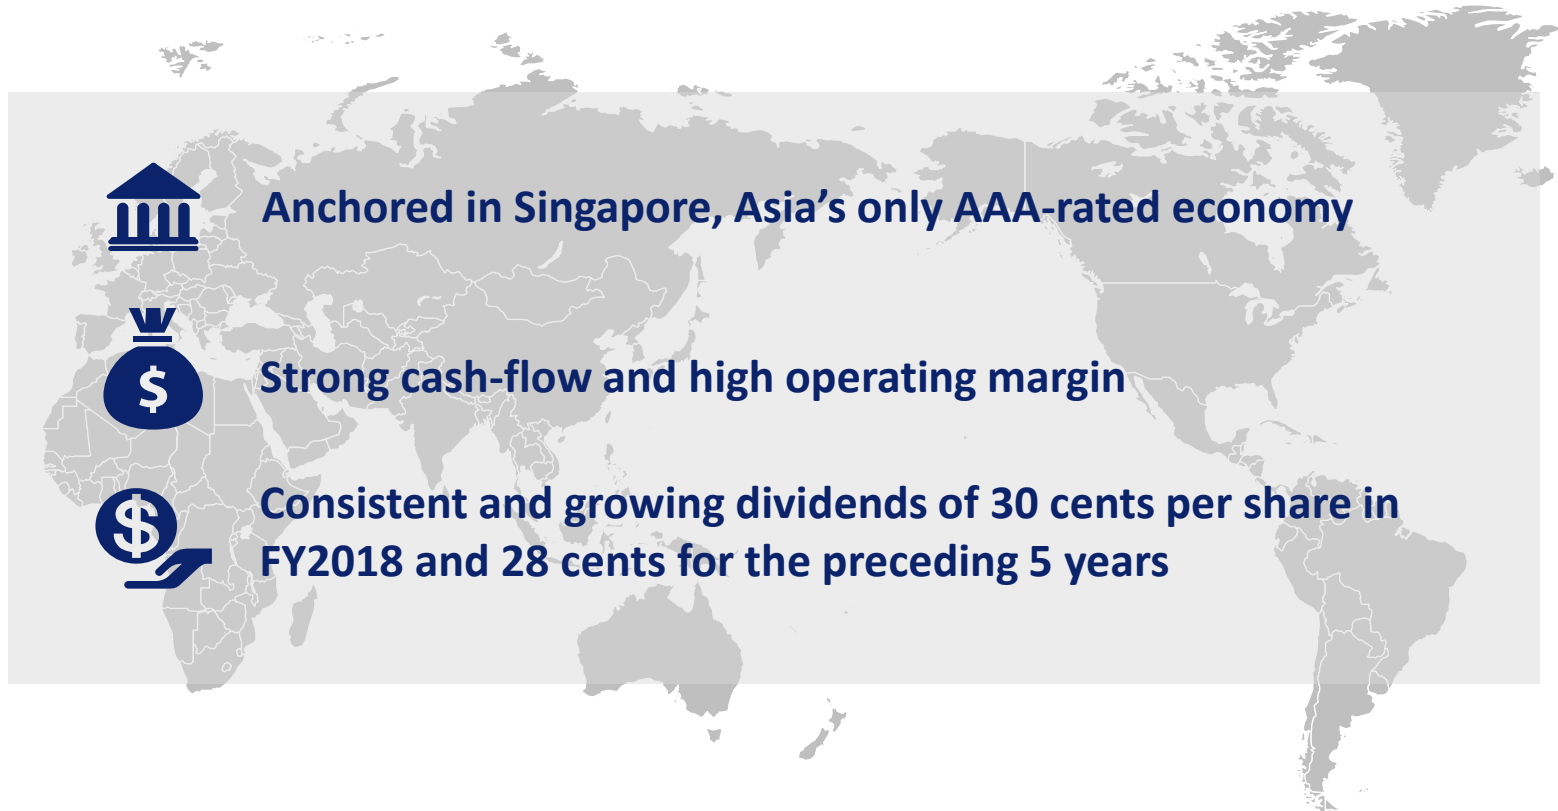 Anchored in Singapore, Asia’s only AAA-rated economy
$
Strong cash-flow and high operating margin
$
Consistent and growing dividends of 30 cents per share in
FY2018 and 28 cents for the preceding 5 years